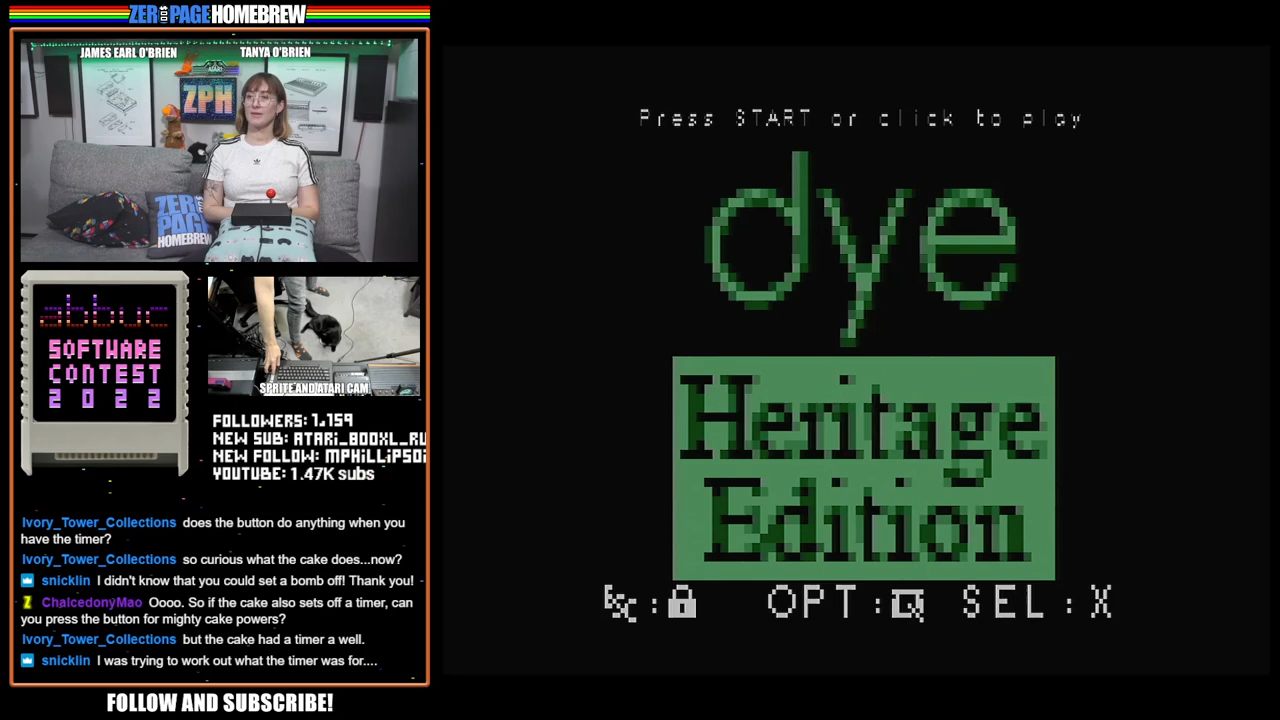 ZERO PAGE HOMEBREW
JAMES EARL O'BRIEN
TANYA O'BRIEN
ATARI
ZPH
ZERO
PAGE
HOMEBREW
abbuc
SOFTWARE
CONTEST
2022
SPRITE AND ATARI CAM
FOLLOWERS: 1,159
NEW SUB: ATARI_800XL_RU
NEW FOLLOW: MPHILLIPSO
YOUTUBE: 1.47K subs
Ivory_Tower_Collections does the button do anything when you
have the timer?
Ivory_Tower_Collections so curious what the cake does...now?
snicklin I didn't know that you could set a bomb off! Thank you!
Z ChalcedonyMao Oooo. So if the cake also sets off a timer, can
you press the button for mighty cake powers?
Ivory_Tower_Collections but the cake had a timer a well.
snicklin I was trying to work out what the timer was for....
FOLLOW AND SUBSCRIBE!
Press START or click to play
dye
Heritage
Edition
OPT: SEL:X